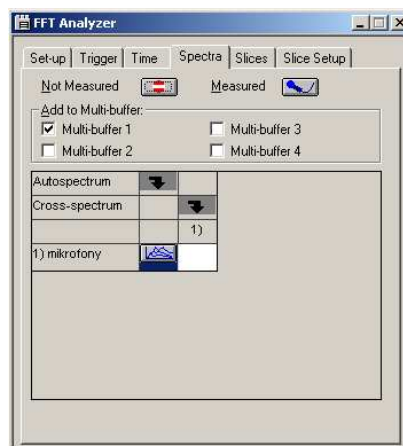 FFT Analyzer
Set-up Trigger Time Spectra Slices Slice Setup
Not Measured Measured
Add to Multi-buffer:
Multi-buffer 1 Multi-buffer 3
Multi-buffer 2 Multi-buffer 4
Autospectrum
Cross-spectrum
1)
1) mikrofony